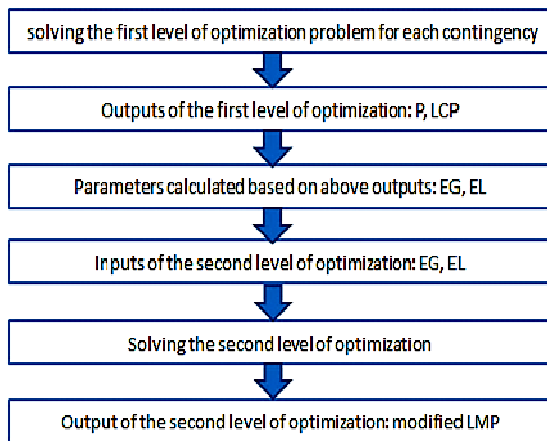 solving the first level of optimization problem for each contingency
Outputs of the first level of optimization: P, LCP
Parameters calculated based on above outputs: EG, EL
Inputs of the second level of optimization: EG, EL
Solving the second level of optimization
Output of the second level of optimization: modified LMP